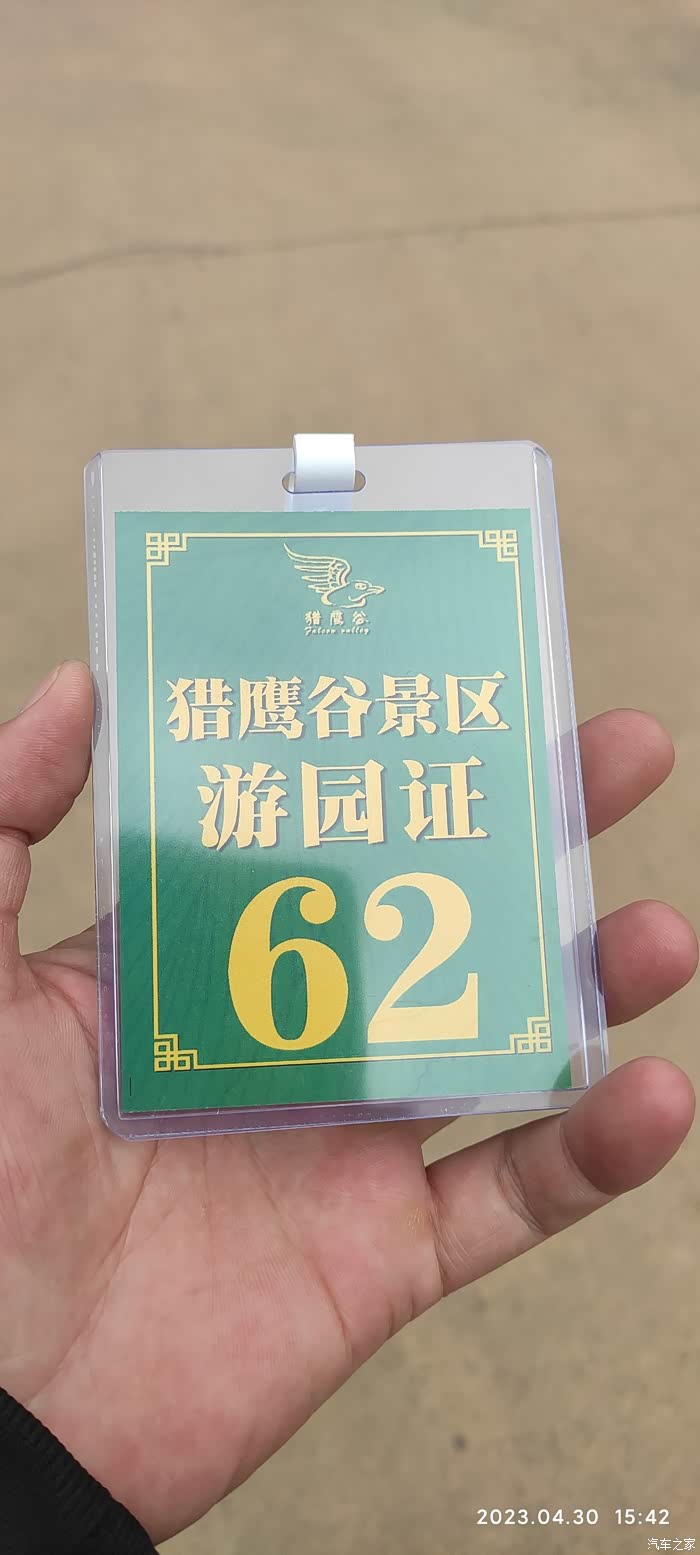 猎鹰谷
Falcon valley
猎鹰谷景区
游园证
62
2023.04.30 15:42
汽车之家